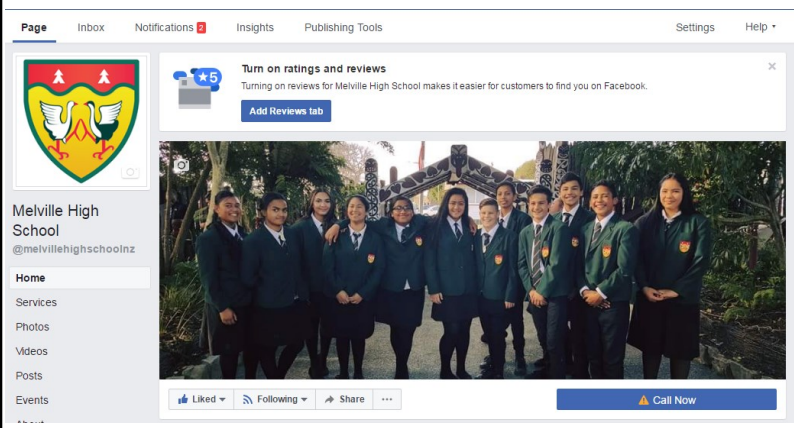 Page Inbox Notifications 2 Insights Publishing Tools Settings Help
★5
Turn on ratings and reviews
Turning on reviews for Melville High School makes it easier for customers to find you on Facebook.
Add Reviews tab
Melville High
School
@melvillehighschoolnz
Home
Services
Photos
Videos
Posts
Events
Liked Following Share ...
Call Now